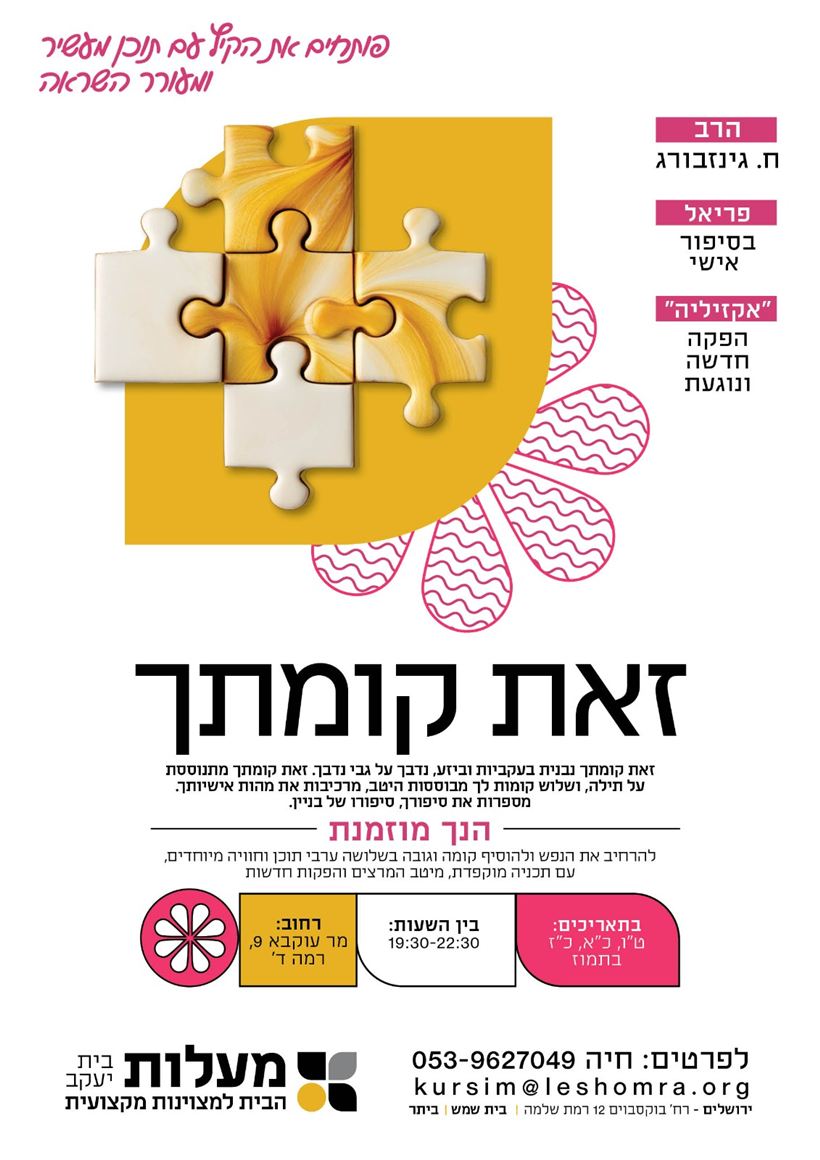 פותחים את הקיץ עם תוכן מעשיר
ומעורר השראה
הרב
ח. גינזבורג
פריאל
בסיפור
אישי
"אקזיליה"
הפקה
חדשה
ונוגעת
זאת קומתך
זאת קומתך נבנית בעקביות וביזע, נדבך על גבי נדבך. זאת קומתך מתנוססת
על תילה, ושלוש קומות לך מבוססות היטב, מרכיבות את מהות אישיותך.
מספרות את סיפורך, סיפורו של בניין.
הנך מוזמנת
להרחיב את הנפש ולהוסיף קומה וגובה בשלושה ערבי תוכן וחוויה מיוחדים,
עם תכניה מוקפדת, מיטב המרצים והפקות חדשות
בתאריכים:
ט"ו, כ"א, כ"ז
בתמוז
בין השעות:
19:30-22:30
רחוב:
מר עוקבא 9,
רמה ד'
לפרטים: חיה 053-9627049
kursim@leshomra.org
ירושלים - רח' בוקסבוים 12 רמת שלמה | בית שמש | ביתר
מעלות
בית
יעקב
הבית למצוינות מקצועית